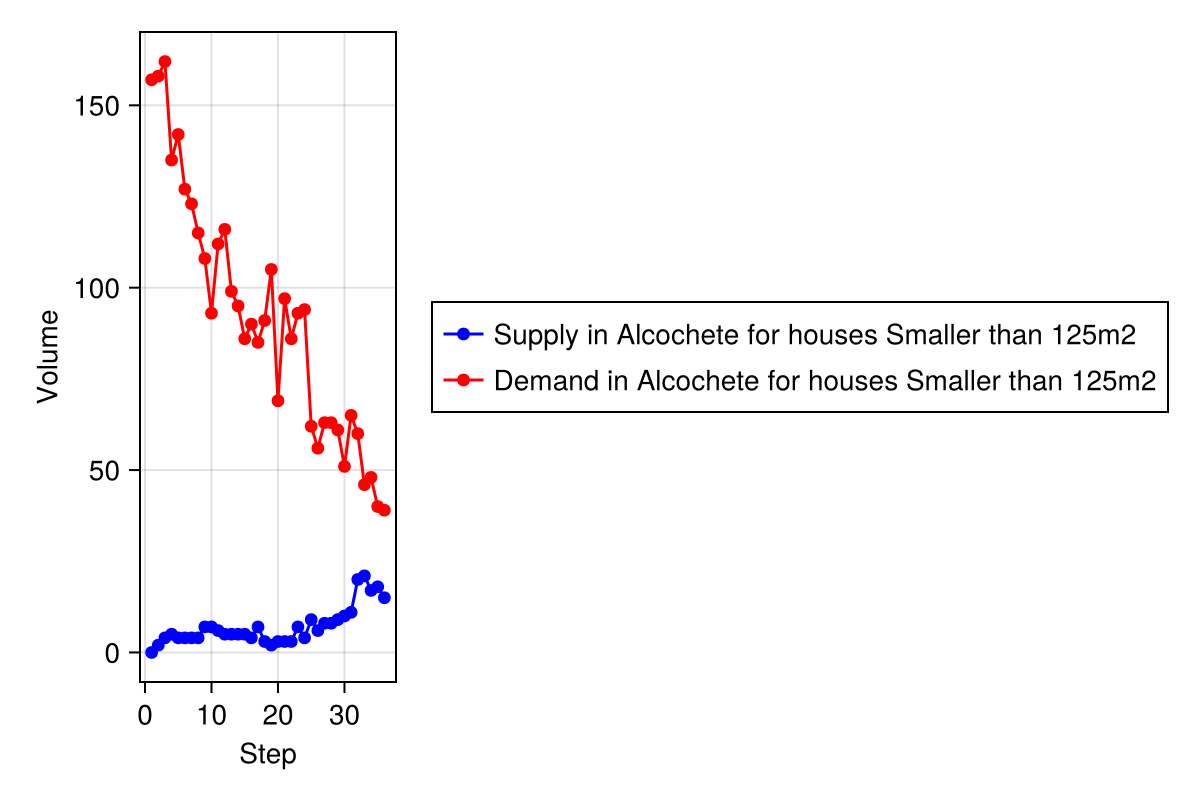 150
100
50
0
Volume
0 10 20 30
Step
Supply in Alcochete for houses Smaller than 125m2
Demand in Alcochete for houses Smaller than 125m2